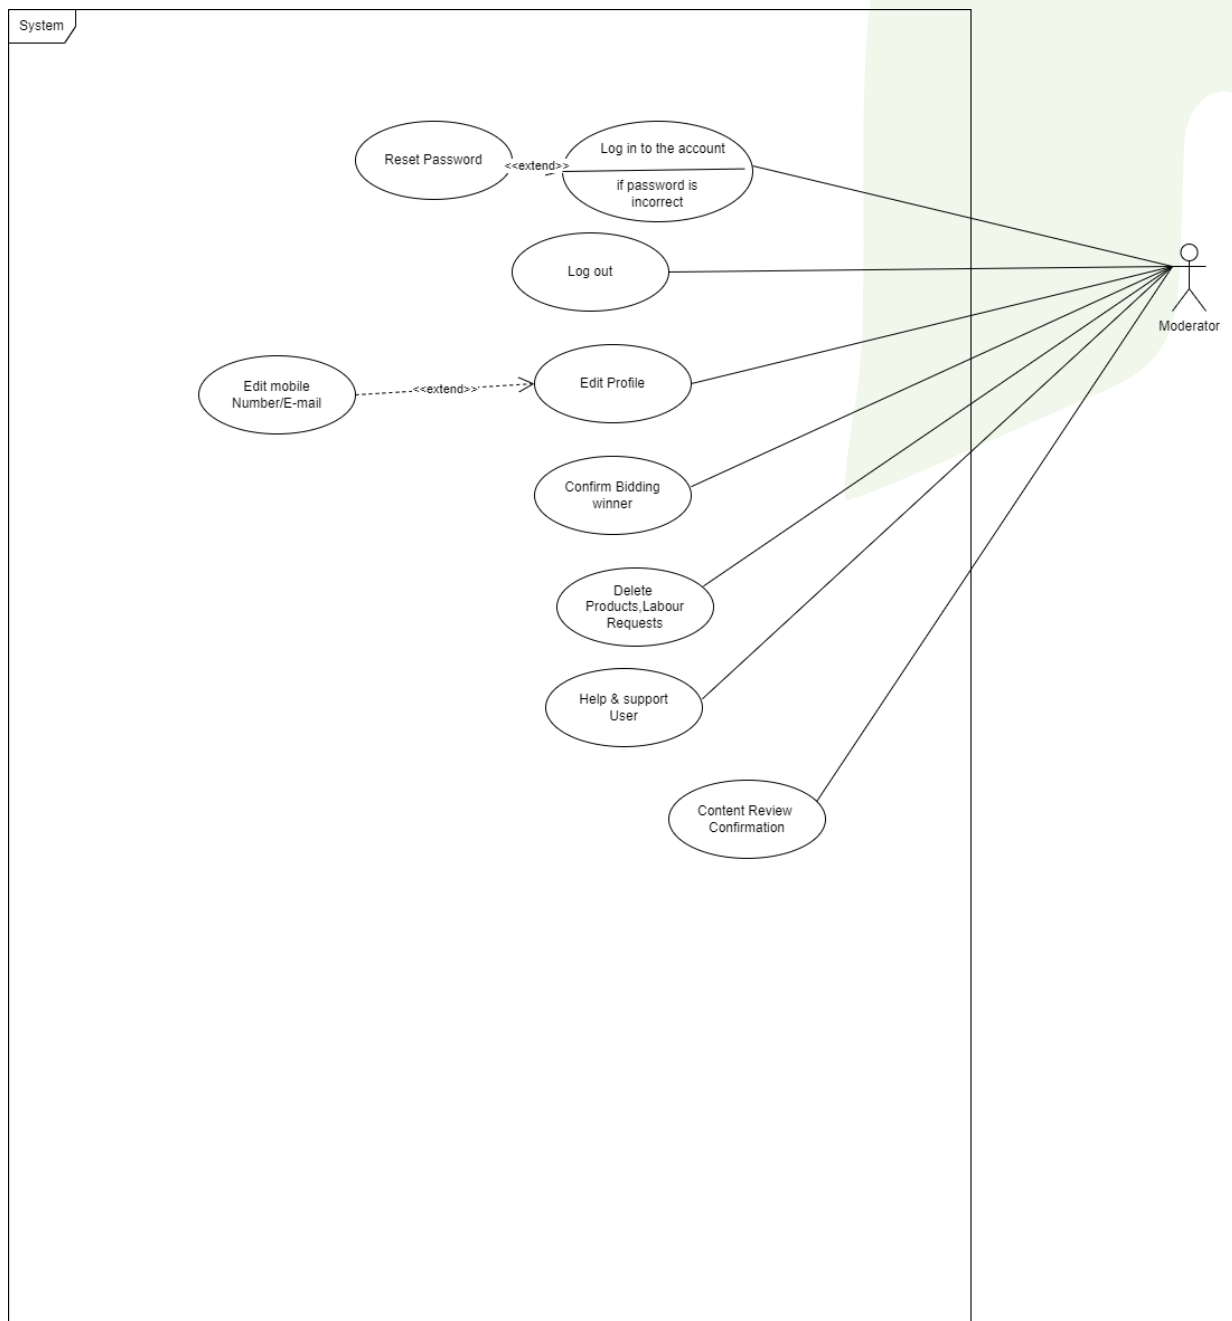 System
Reset Password
<<extend>>
Log in to the account
if password is
incorrect
Log out
Moderator
Edit mobile
Number/E-mail
<<extend>>
Edit Profile
Confirm Bidding
winner
Delete
Products,Labour
Requests
Help & support
User
Content Review
Confirmation